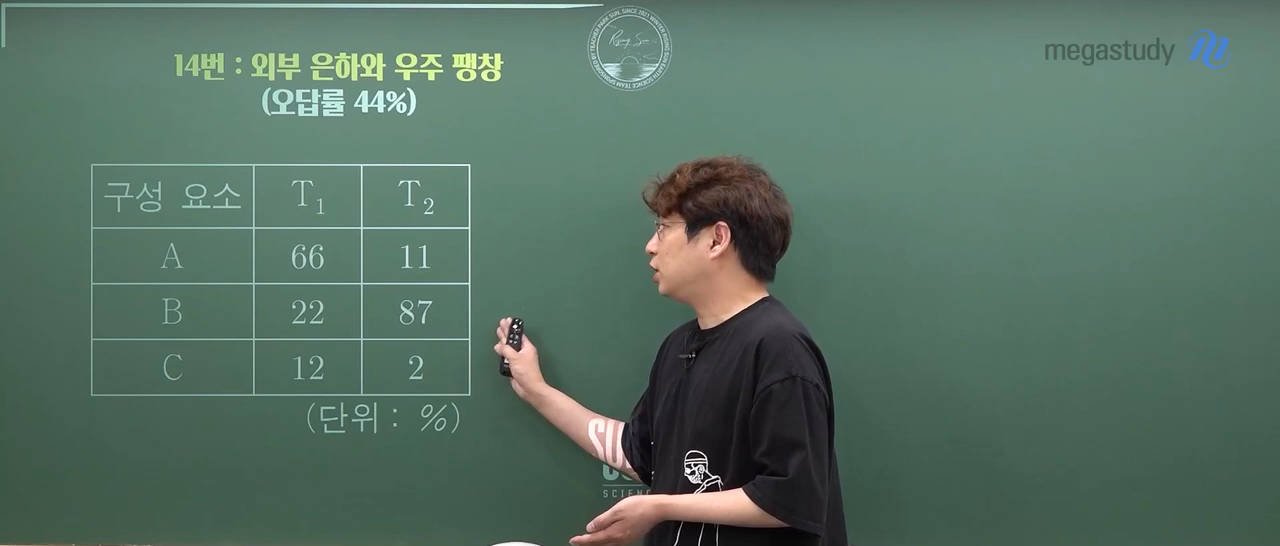 14번 : 외부 은하와 우주 팽창
(오답률 44%)
megastudy
구성 요소 T1 T2
A 66 11
B 22 87
C 12 2
(단위 : %)